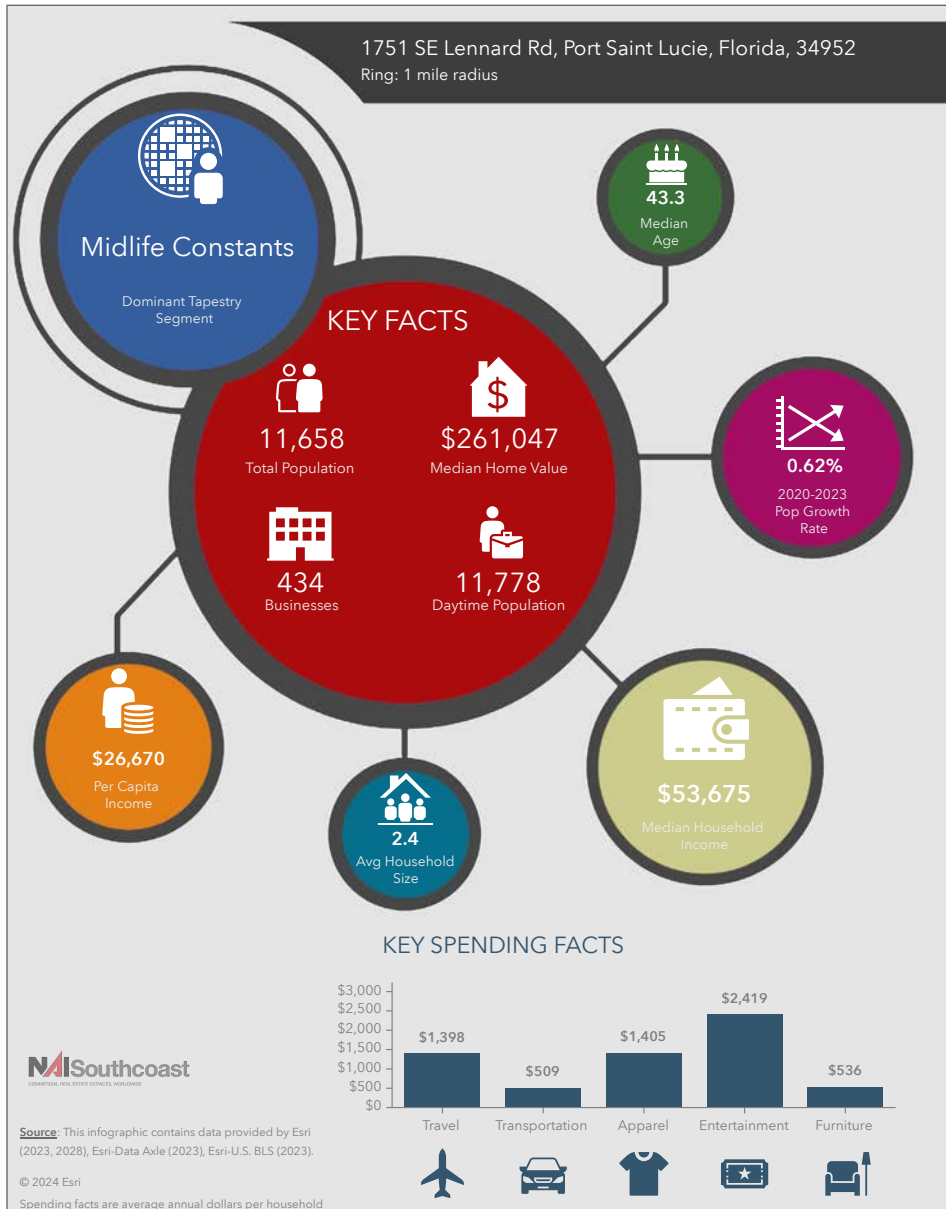 1751 SE Lennard Rd, Port Saint Lucie, Florida, 34952
Ring: 1 mile radius
Midlife Constants
Dominant Tapestry
Segment
43.3
Median
Age
KEY FACTS
11,658
Total Population
$261,047
Median Home Value
434
Businesses
11,778
Daytime Population
0.62%
2020-2023
Pop Growth
Rate
$26,670
Per Capita
Income
2.4
Avg Household
Size
$53,675
Median Household
Income
KEY SPENDING FACTS
$3,000
$2,500
$2,000
$1,500
$1,000
$500
$0
$1,398
$509
$1,405
$2,419
$536
Travel
Transportation
Apparel
Entertainment
Furniture
NAISouthcoast
COMMERCIAL REAL ESTATE SERVICES, WORLDWIDE
Source: This infographic contains data provided by Esri
(2023, 2028), Esri-Data Axle (2023), Esri-U.S. BLS (2023).
© 2024 Esri
Spending facts are average annual dollars per household